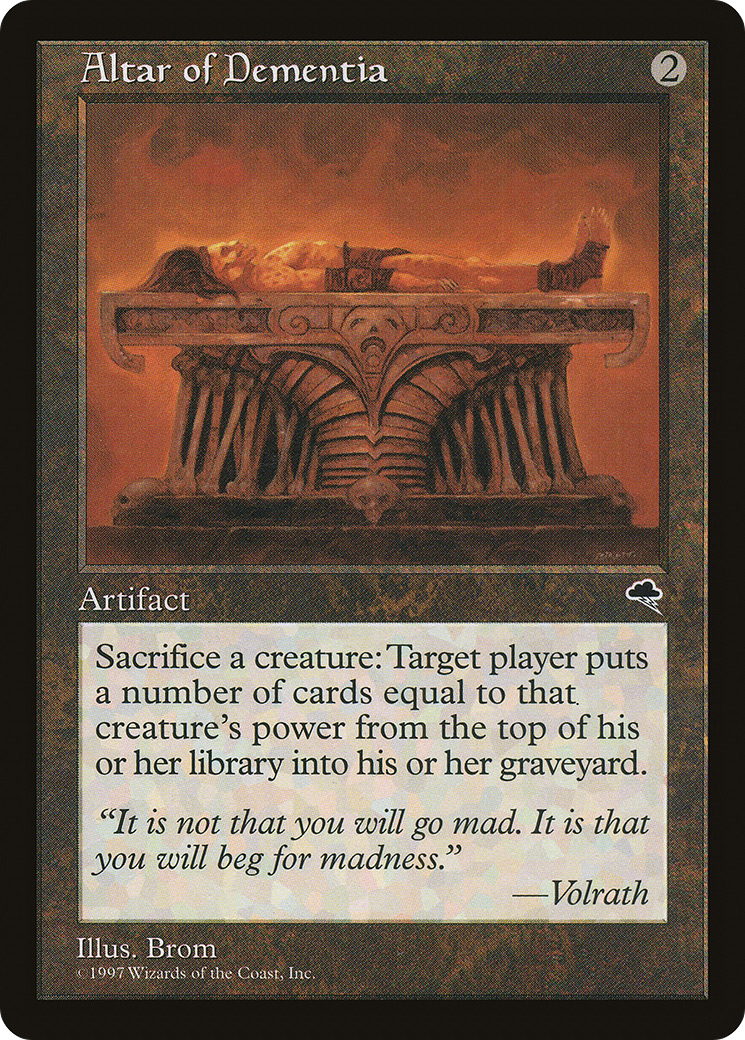 Altar of Dementia 2
Artifact
Sacrifice a creature: Target player puts
a number of cards equal to that
creature's power from the top of his
or her library into his or her graveyard.
“It is not that you will go mad. It is that
you will beg for madness.”
—Volrath
Illus. Brom
©1997 Wizards of the Coast, Inc.